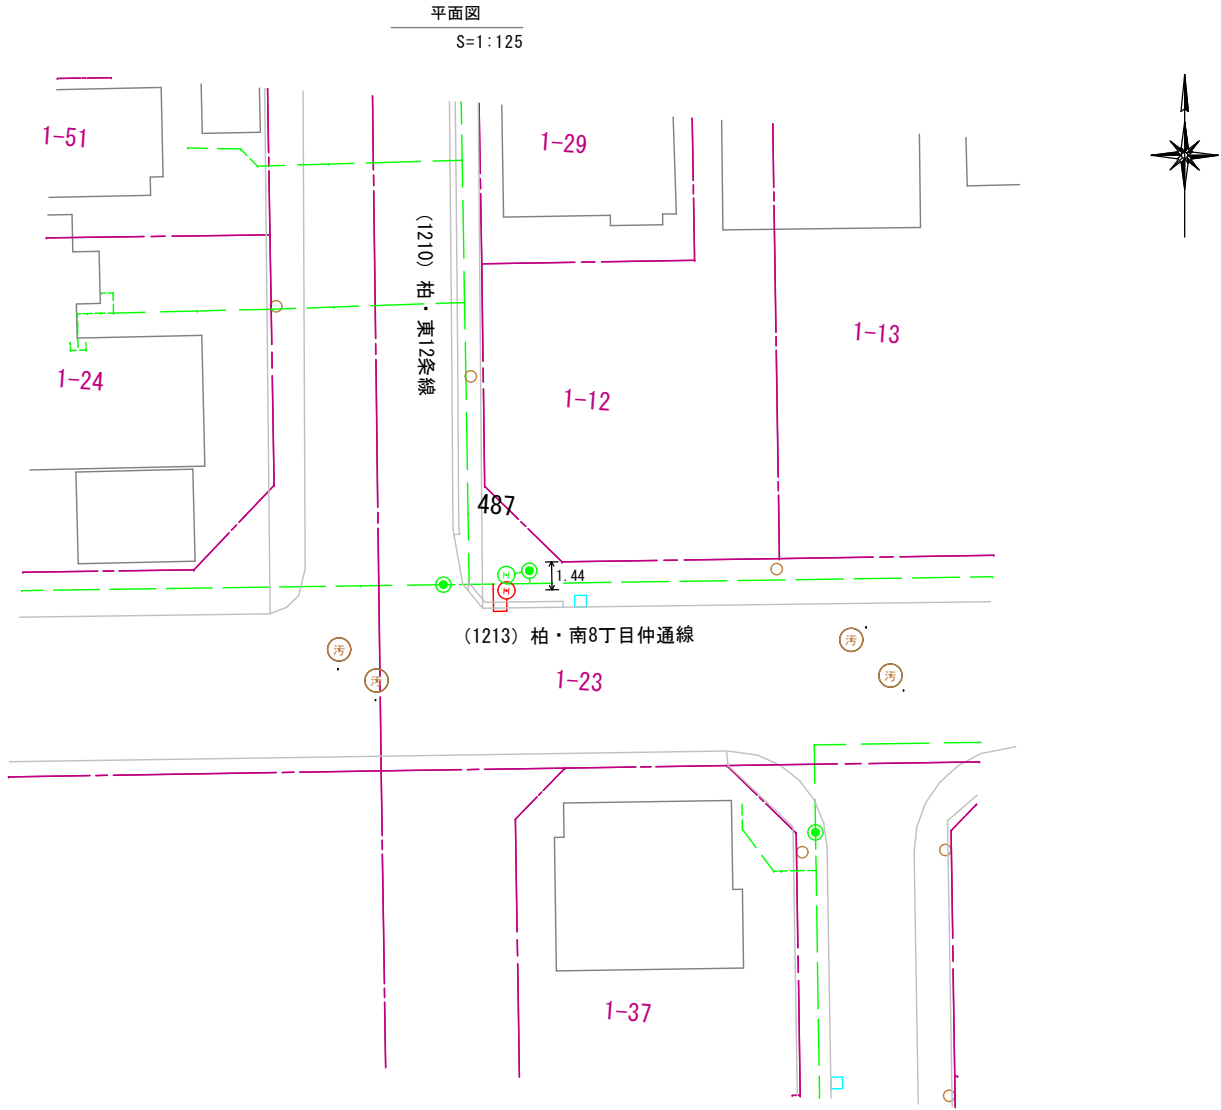 平面図
S=1:125
1-51
1-29
(1210) 柏・東12条線
1-13
1-24
1-12
487
H
1.44
H
(1213) 柏・南8丁目仲通線
汚
汚
汚
汚
1-23
1-37